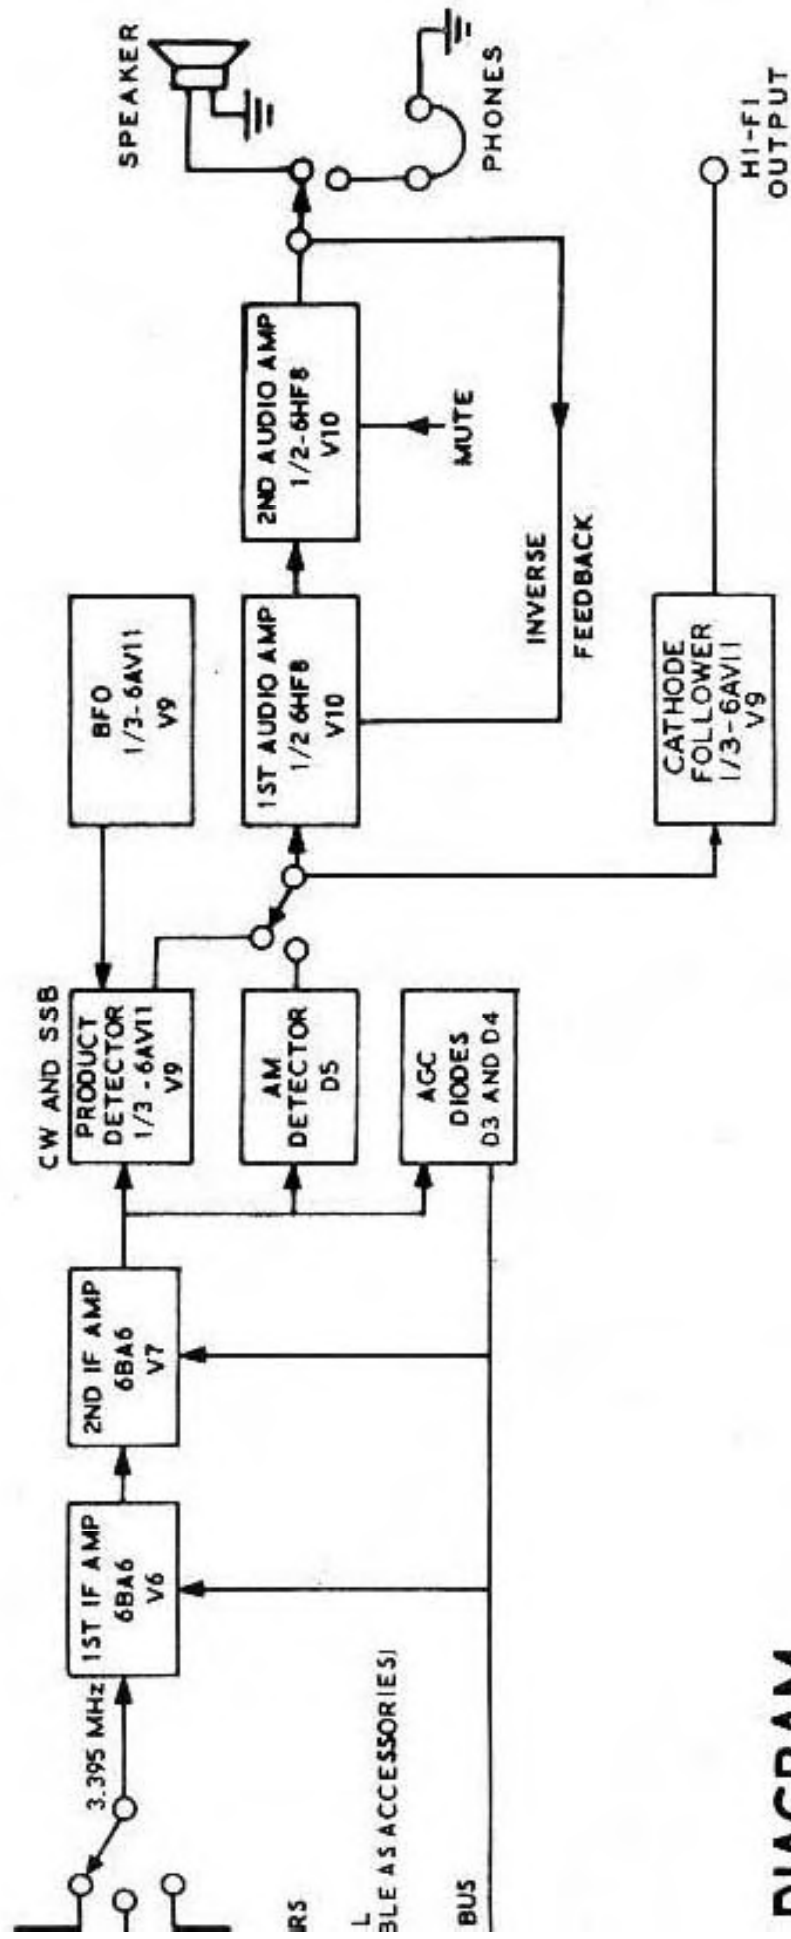 SPEAKER
PHONES
HI-FI
OUTPUT
2ND AUDIO AMP
1/2-6HF8
V10
MUTE
INVERSE
FEEDBACK
BFO
1/3-6AV11
V9
1ST AUDIO AMP
1/2 6HF8
V10
CATHODE
FOLLOWER
1/3-6AV11
V9
CW AND SSB
PRODUCT
DETECTOR
1/3-6AV11
V9
AM
DETECTOR
D5
AGC
DIODES
D3 AND D4
2ND IF AMP
6BA6
V7
1ST IF AMP
6BA6
V6
3.395 MHz
RS
L
BLE AS ACCESSORIES)
BUS
DIAGRAM